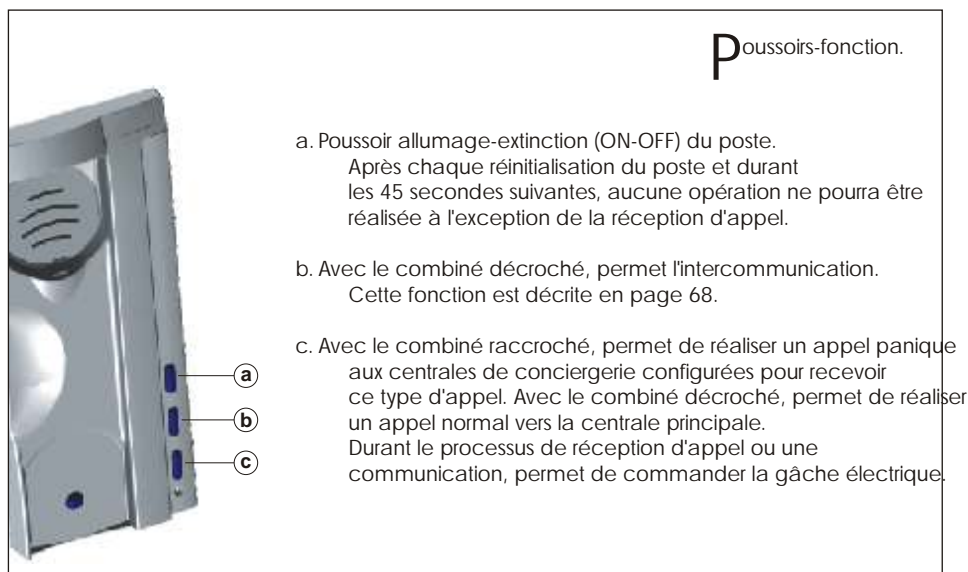 Poussoirs-fonction.
a. Poussoir allumage-extinction (ON-OFF) du poste.
Après chaque réinitialisation du poste et durant
les 45 secondes suivantes, aucune opération ne pourra être
réalisée à l'exception de la réception d'appel.
b. Avec le combiné décroché, permet l'intercommunication.
Cette fonction est décrite en page 68.
c. Avec le combiné raccroché, permet de réaliser un appel panique
aux centrales de conciergerie configurées pour recevoir
ce type d'appel. Avec le combiné décroché, permet de réaliser
un appel normal vers la centrale principale.
Durant le processus de réception d'appel ou une
communication, permet de commander la gâche électrique.
a
b
c